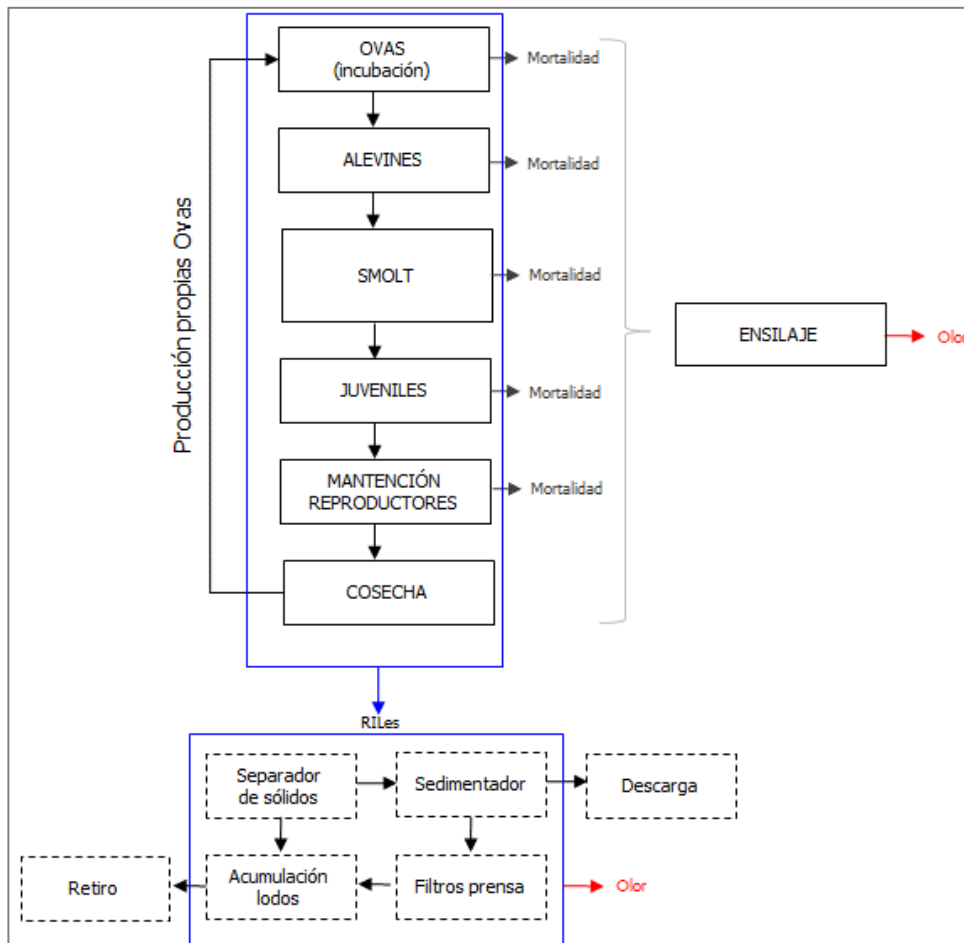 OVAS
(incubación)
Mortalidad
ALEVINES
Mortalidad
Producción propias Ovas
SMOLT
Mortalidad
ENSILAJE
Olor
JUVENILES
Mortalidad
MANTENCIÓN
REPRODUCTORES
Mortalidad
COSECHA
RILes
Separador
de sólidos
Sedimentador
Descarga
Retiro
Acumulación
lodos
Filtros prensa
Olor